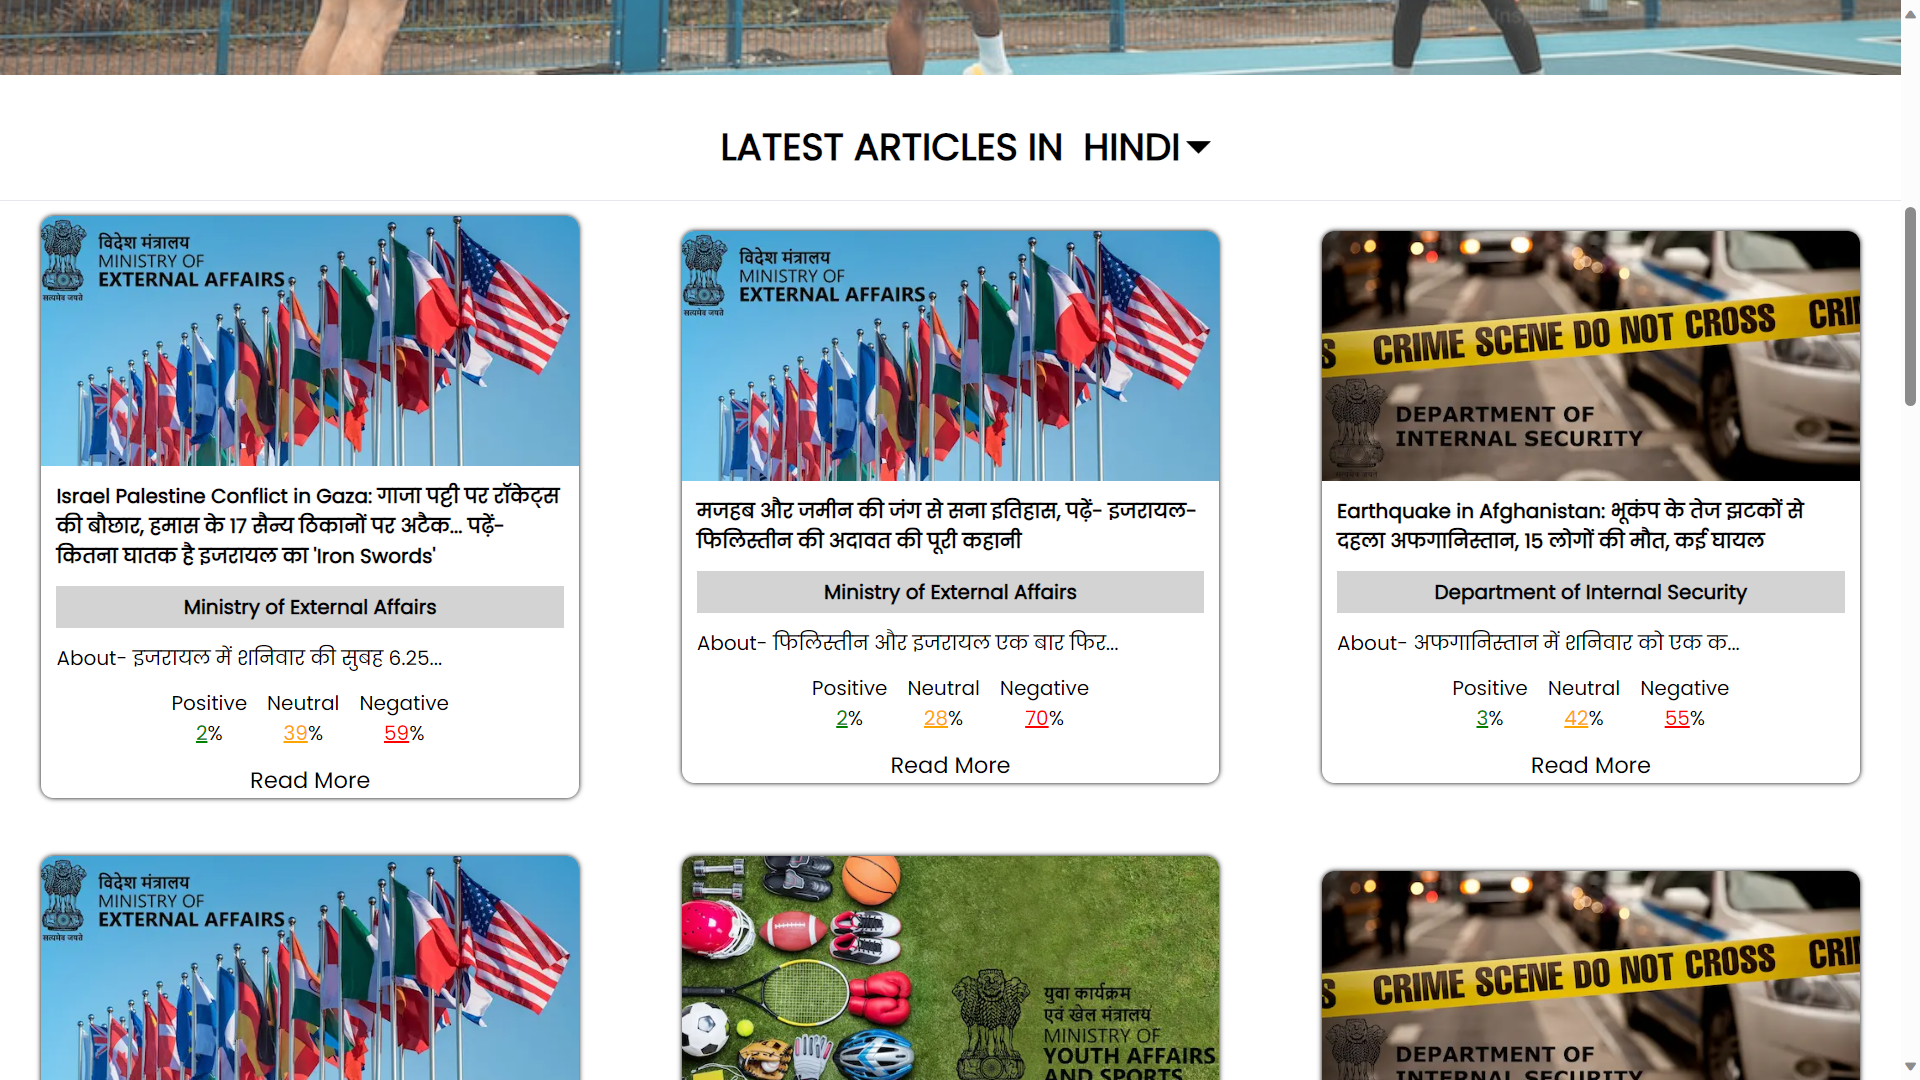 LATEST ARTICLES IN HINDI
विदेश मंत्रालय
MINISTRY OF
EXTERNAL AFFAIRS
सत्यमेव जयते
Israel Palestine Conflict in Gaza: गाजा पट्टी पर रॉकेट्स
की बौछार, हमास के 17 सैन्य ठिकानों पर अटैक... पढ़ें-
कितना घातक है इजरायल का 'Iron Swords'
Ministry of External Affairs
About- इजरायल में शनिवार की सुबह 6.25...
Positive Neutral Negative
2% 39% 59%
Read More
विदेश मंत्रालय
MINISTRY OF
EXTERNAL AFFAIRS
सत्यमेव जयते
मजहब और जमीन की जंग से सना इतिहास, पढ़ें- इजरायल-
फिलिस्तीन की अदावत की पूरी कहानी
Ministry of External Affairs
About- फिलिस्तीन और इजरायल एक बार फिर...
Positive Neutral Negative
2% 28% 70%
Read More
CRIME SCENE DO NOT CROSS CRI
DEPARTMENT OF
INTERNAL SECURITY
Earthquake in Afghanistan: भूकंप के तेज झटकों से
दहला अफगानिस्तान, 15 लोगों की मौत, कई घायल
Department of Internal Security
About- अफगानिस्तान में शनिवार को एक क...
Positive Neutral Negative
3% 42% 55%
Read More
विदेश मंत्रालय
MINISTRY OF
EXTERNAL AFFAIRS
सत्यमेव जयते
युवा कार्यक्रम
एवं खेल मंत्रालय
MINISTRY OF
YOUTH AFFAIRS
AND SPORTS
CRIME SCENE DO NOT CROSS CRI
DEPARTMENT OF
INTERNAL SECURITY